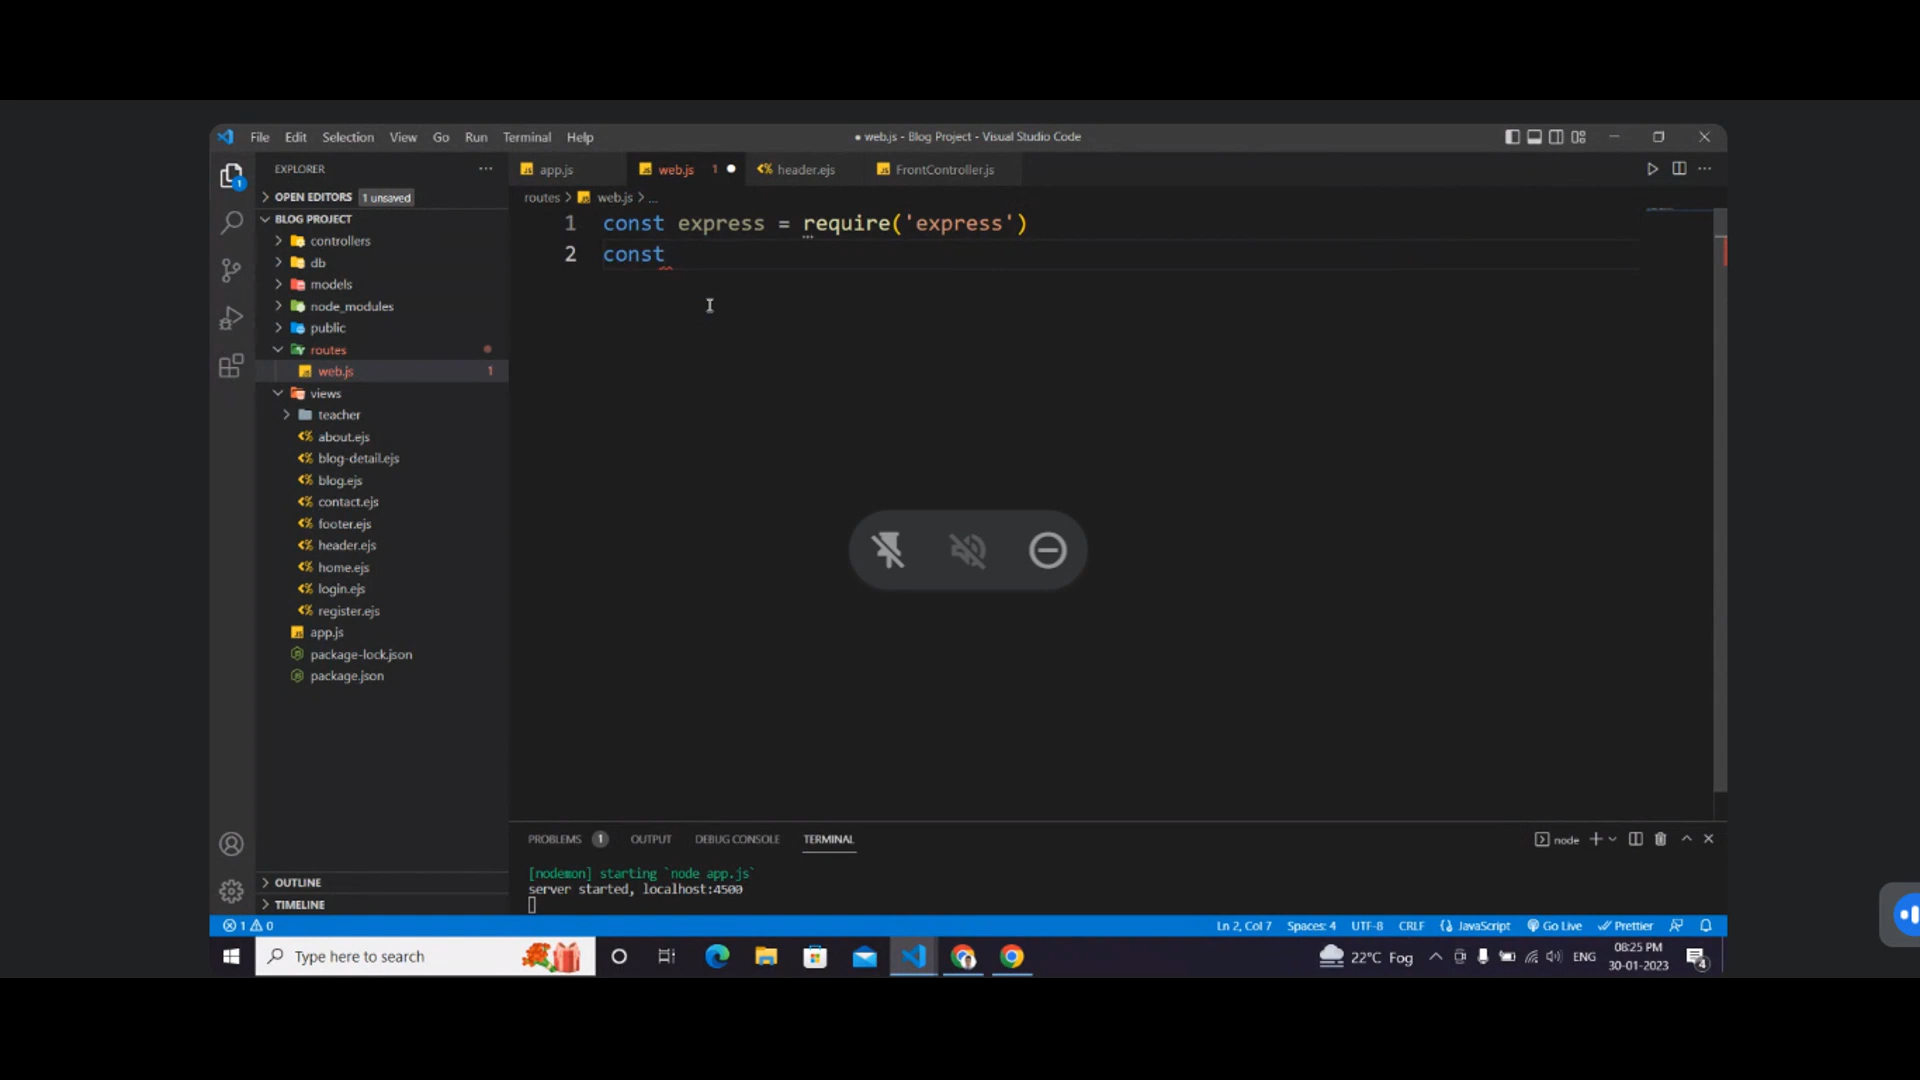 File Edit Selection View Go Run Terminal Help
● web.js - Blog Project - Visual Studio Code
EXPLORER
OPEN EDITORS 1 unsaved
BLOG PROJECT
controllers
db
models
node_modules
public
routes
web.js 1
views
teacher
about.ejs
blog-detail.ejs
blog.ejs
contact.ejs
footer.ejs
header.ejs
home.ejs
login.ejs
register.ejs
app.js
package-lock.json
package.json
OUTLINE
TIMELINE
app.js web.js 1 header.ejs FrontController.js
routes > web.js > ...
1 const express = require('express')
2 const
PROBLEMS 1 OUTPUT DEBUG CONSOLE TERMINAL
node
[nodemon] starting `node app.js`
server started, localhost:4500
1 0
Ln 2, Col 7 Spaces: 4 UTF-8 CRLF JavaScript Go Live Prettier
Type here to search
22°C Fog
ENG
08:25 PM
30-01-2023
4